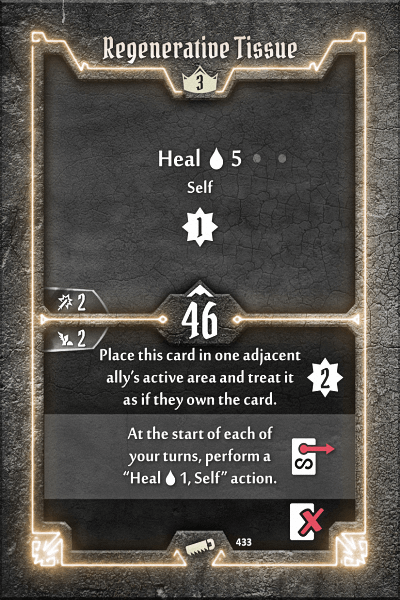 Regenerative Tissue
3
Heal 5
Self
1
2
46
2
Place this card in one adjacent
ally's active area and treat it
as if they own the card.
2
At the start of each of
your turns, perform a
“Heal 1, Self” action.
S
433